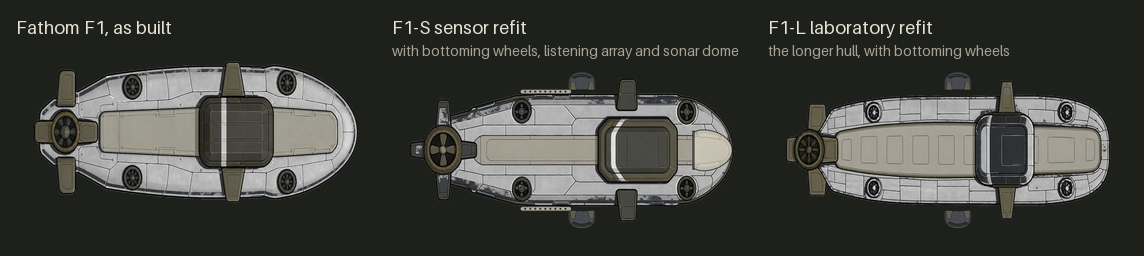 Fathom F1, as built
F1-S sensor refit
with bottoming wheels, listening array and sonar dome
F1-L laboratory refit
the longer hull, with bottoming wheels